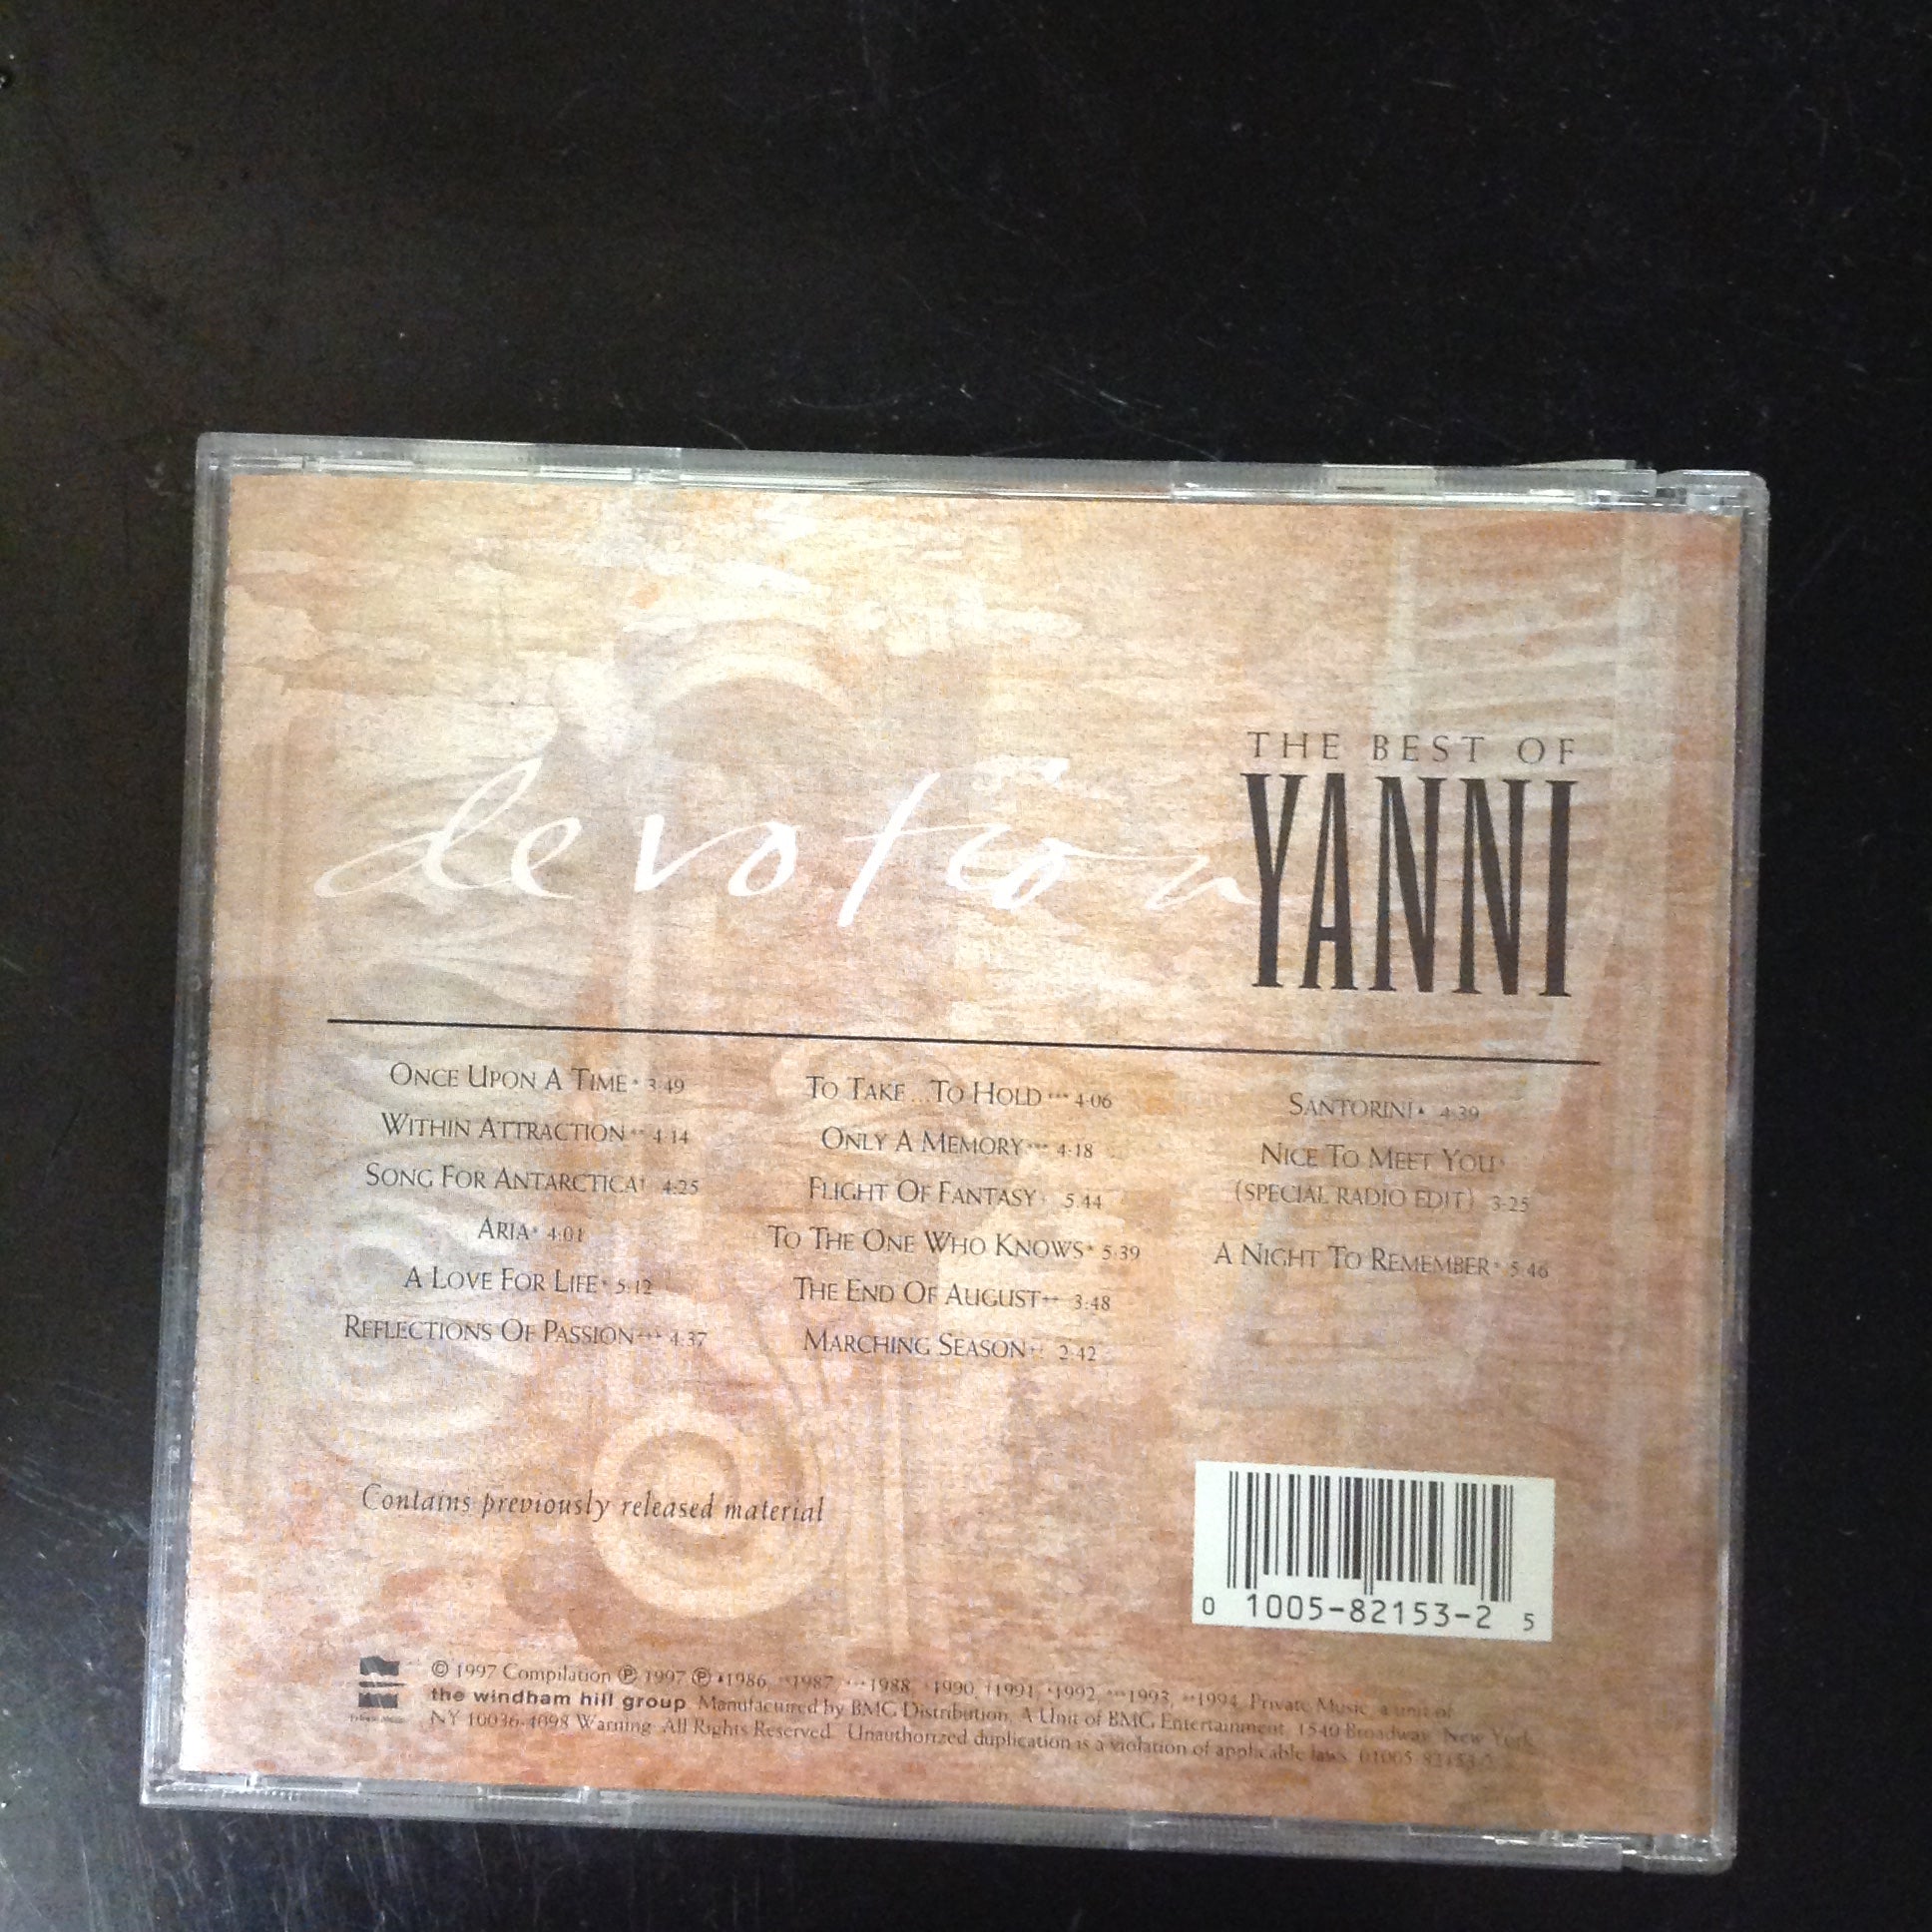 devotion
THE BEST OF
YANNI
ONCE UPON A TIME• 3:49
WITHIN ATTRACTION•• 4:14
SONG FOR ANTARCTICA† 4:25
ARIA• 4:01
A LOVE FOR LIFE• 5:12
REFLECTIONS OF PASSION 4:37
TO TAKE...TO HOLD••• 4:06
ONLY A MEMORY••• 4:18
FLIGHT OF FANTASY 5:44
TO THE ONE WHO KNOWS• 5:39
THE END OF AUGUST 3:48
MARCHING SEASON 2:42
SANTORINI• 4:39
NICE TO MEET YOU
(SPECIAL RADIO EDIT) 3:25
A NIGHT TO REMEMBER• 5:46
Contains previously released material
0 1005-82153-2 5
© 1997 Compilation ℗ 1997 ℗ 1986, 1987, 1988, 1990, 1991, 1992, 1993, 1994, Private Music, a unit of
the windham hill group. Manufactured by BMG Distribution, A Unit of BMG Entertainment, 1540 Broadway, New York,
NY 10036-4098 Warning: All Rights Reserved. Unauthorized duplication is a violation of applicable laws. 01005-82153-2
Private Music